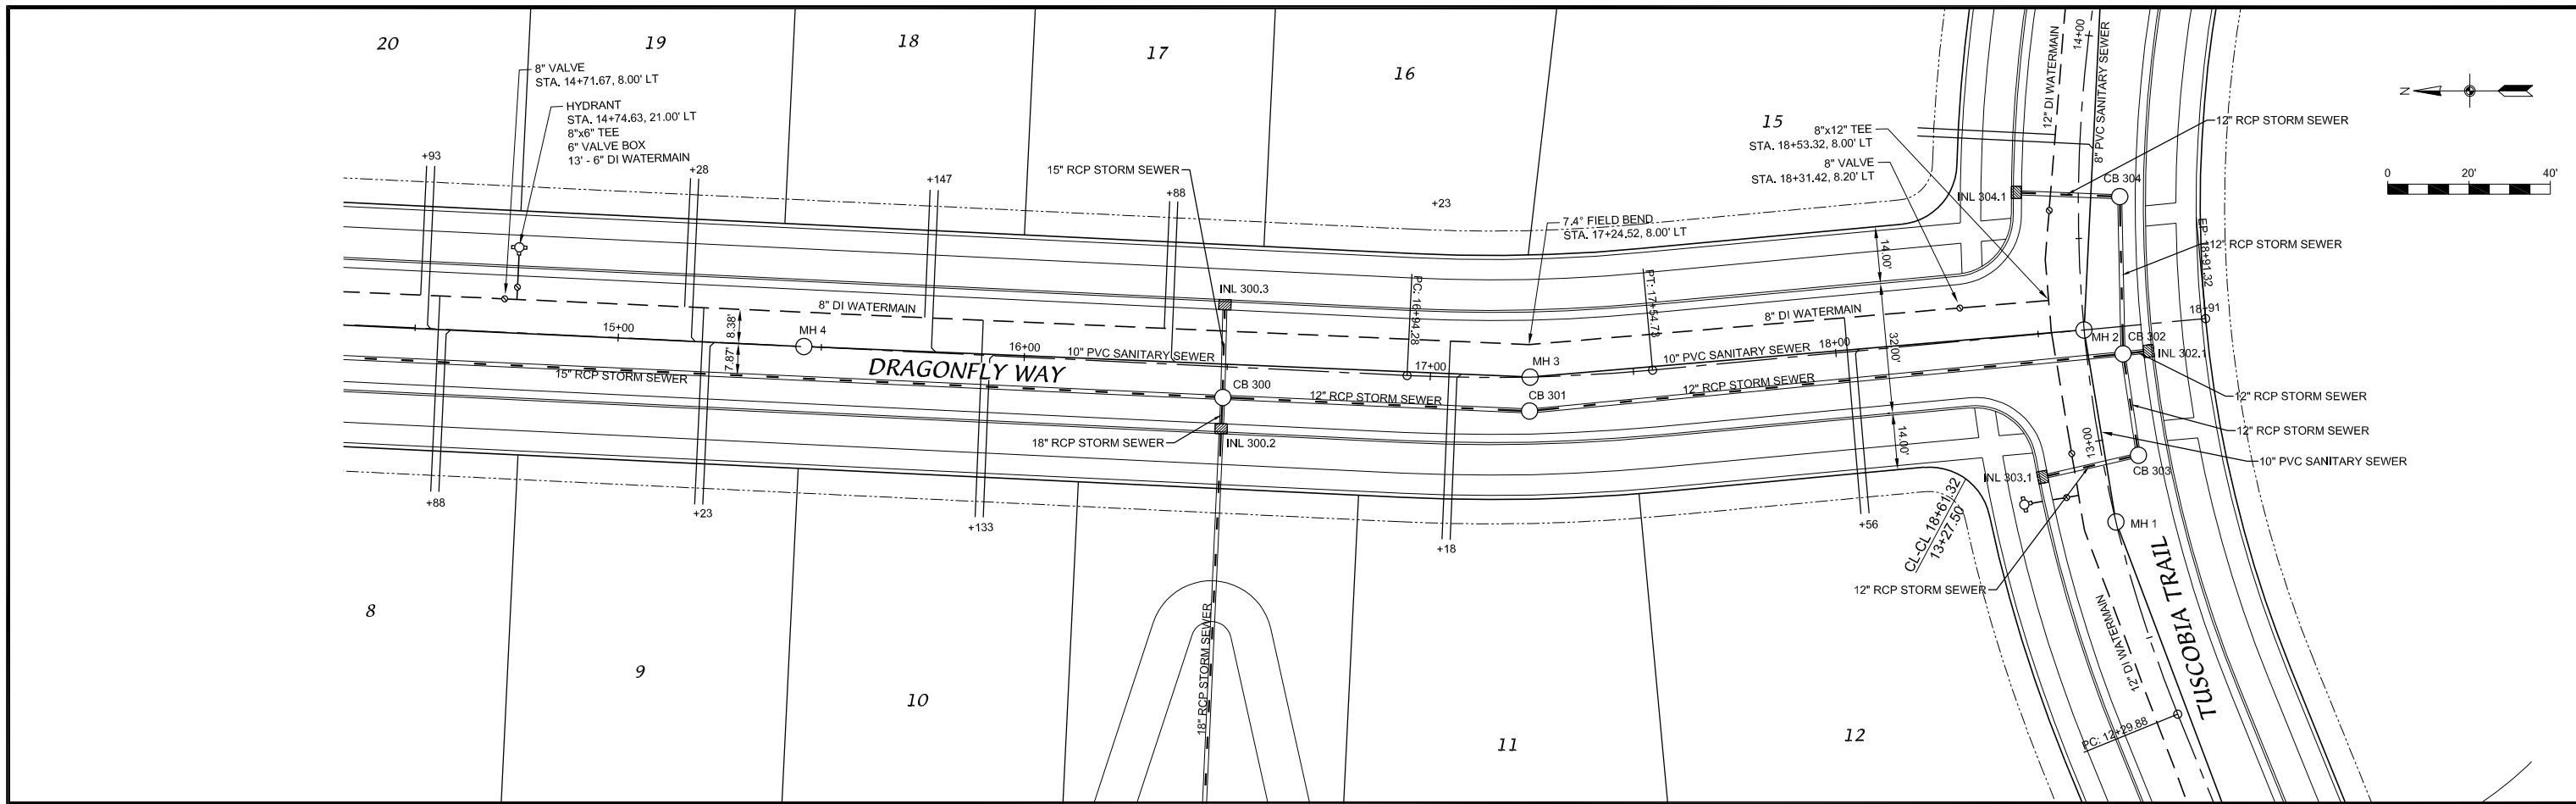 20
19
18
17
16
15
8" VALVE
STA. 14+71.67, 8.00' LT
HYDRANT
STA. 14+74.63, 21.00' LT
8"x6" TEE
6" VALVE BOX
13' - 6" DI WATERMAIN
+93
+28
+147
+88
+23
15" RCP STORM SEWER
7.4° FIELD BEND
STA. 17+24.52, 8.00' LT
8"x12" TEE
STA. 18+53.32, 8.00' LT
8" VALVE
STA. 18+31.42, 8.20' LT
12" DI WATERMAIN
14+00
8" PVC SANITARY SEWER
CB 304
INL 304.1
12" RCP STORM SEWER
12" RCP STORM SEWER
EP: 18+91.32
18+91
N
0
20'
40'
14.00'
32.00'
14.00'
INL 300.3
8" DI WATERMAIN
8" DI WATERMAIN
PC: 16+94.28
PT: 17+54.73
15+00
8.38'
7.87'
MH 4
16+00
10" PVC SANITARY SEWER
17+00
MH 3
10" PVC SANITARY SEWER
18+00
MH 2
CB 302
INL 302.1
DRAGONFLY WAY
15" RCP STORM SEWER
CB 300
12" RCP STORM SEWER
CB 301
12" RCP STORM SEWER
12" RCP STORM SEWER
12" RCP STORM SEWER
10" PVC SANITARY SEWER
18" RCP STORM SEWER
INL 300.2
13+00
CB 303
INL 303.1
MH 1
+88
+23
+133
+18
+56
CL-CL 18+61.32
13+27.50
12" RCP STORM SEWER
12" DI WATERMAIN
TUSCOBIA TRAIL
PC: 12+29.88
18" RCP STORM SEWER
8
9
10
11
12